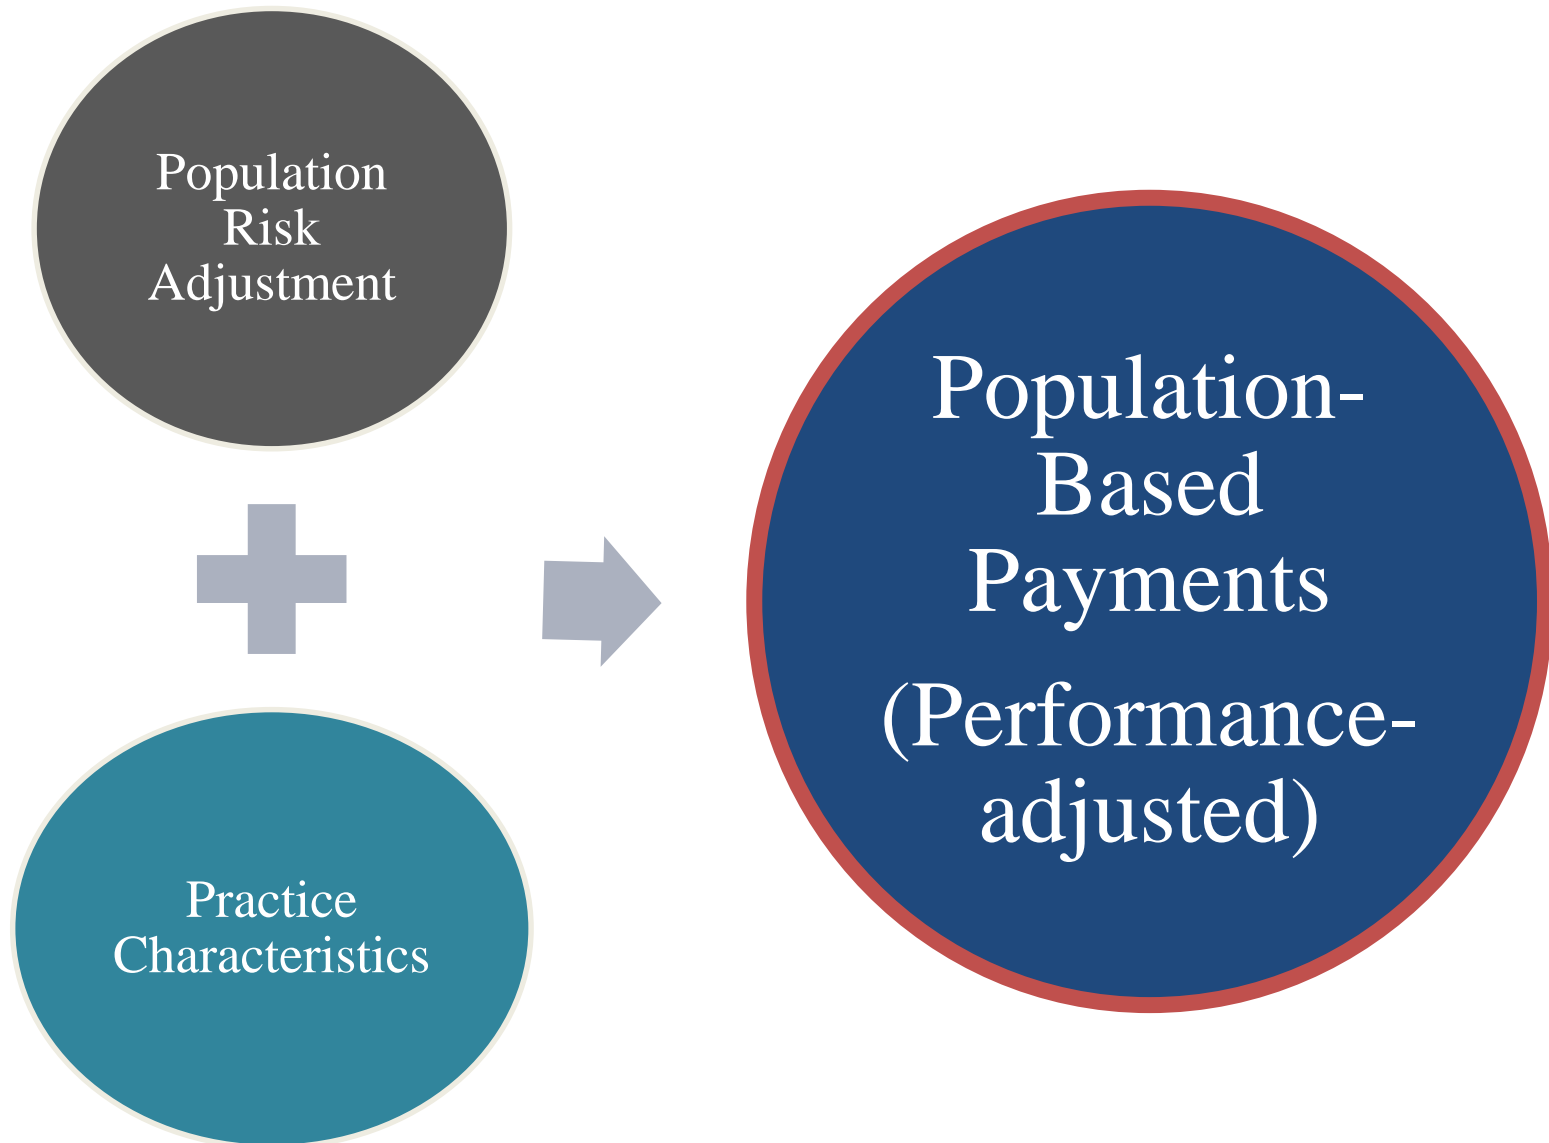 Population
Risk
Adjustment
Practice
Characteristics
Population-
Based
Payments
(Performance-
adjusted)